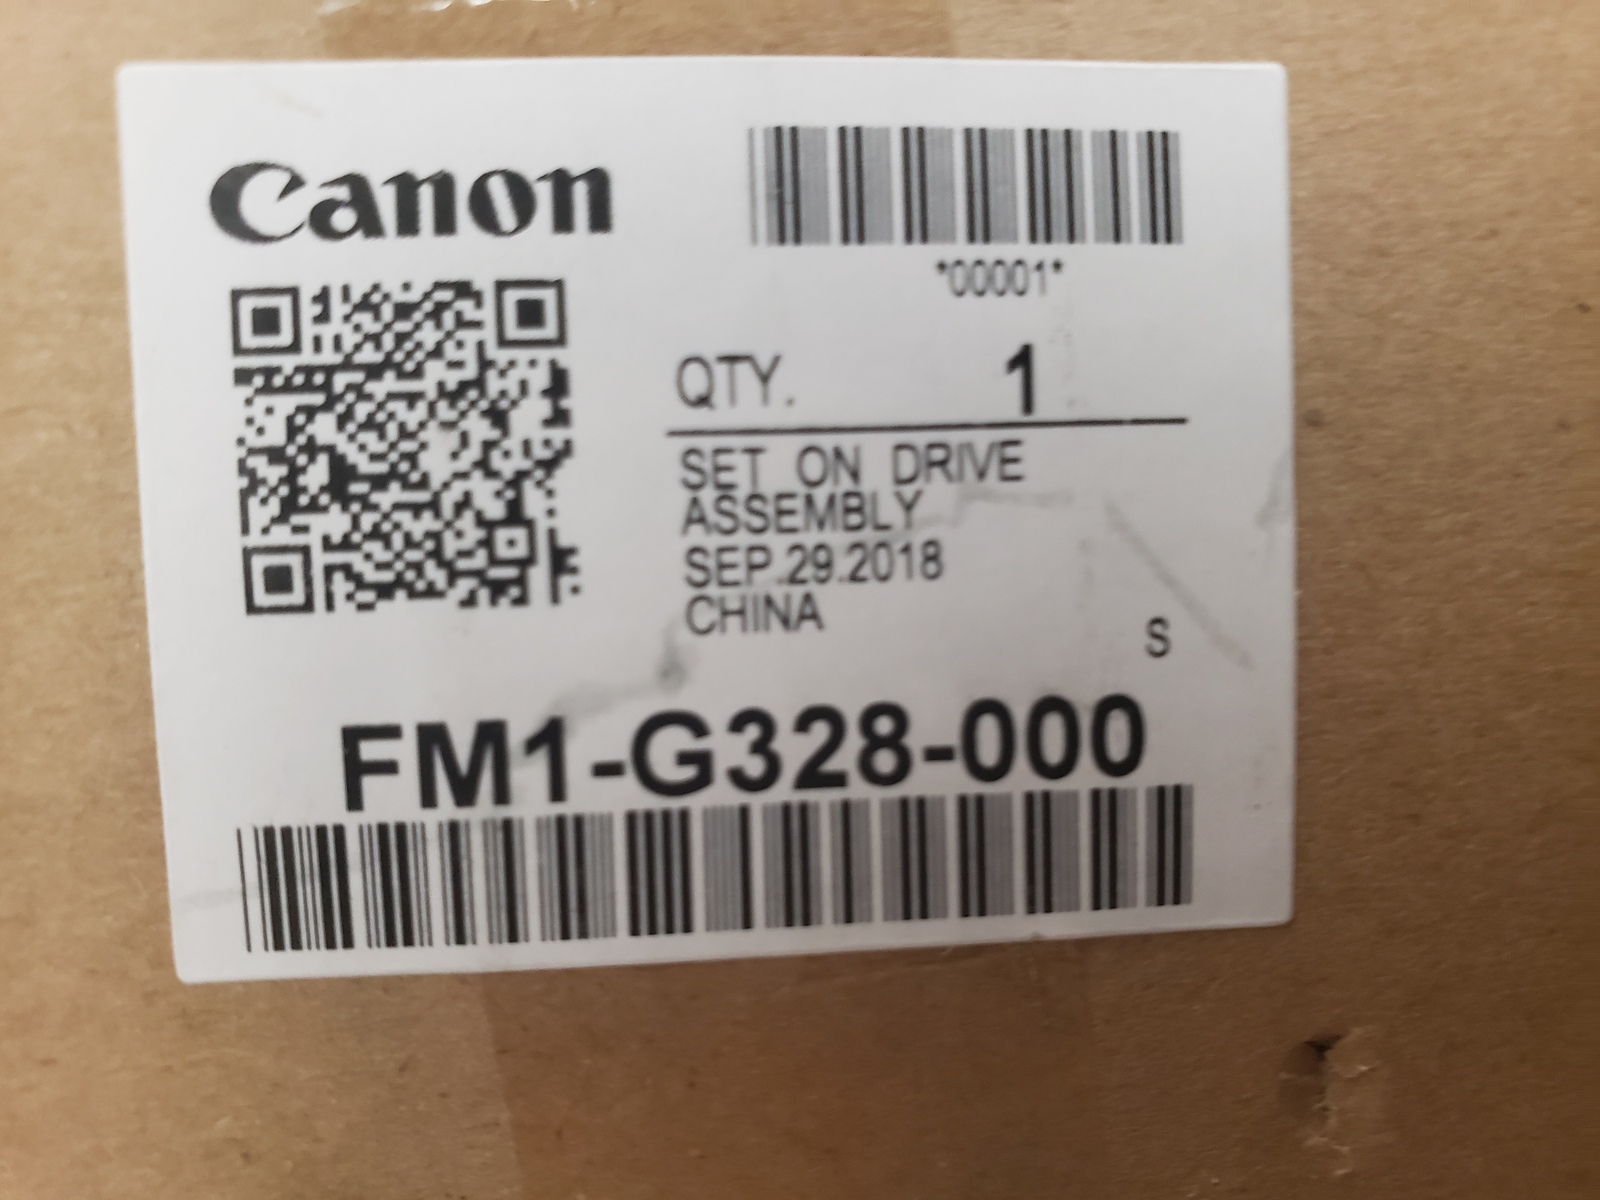 Canon
*00001*
QTY. 1
SET ON DRIVE
ASSEMBLY
SEP.29.2018
CHINA
S
FM1-G328-000